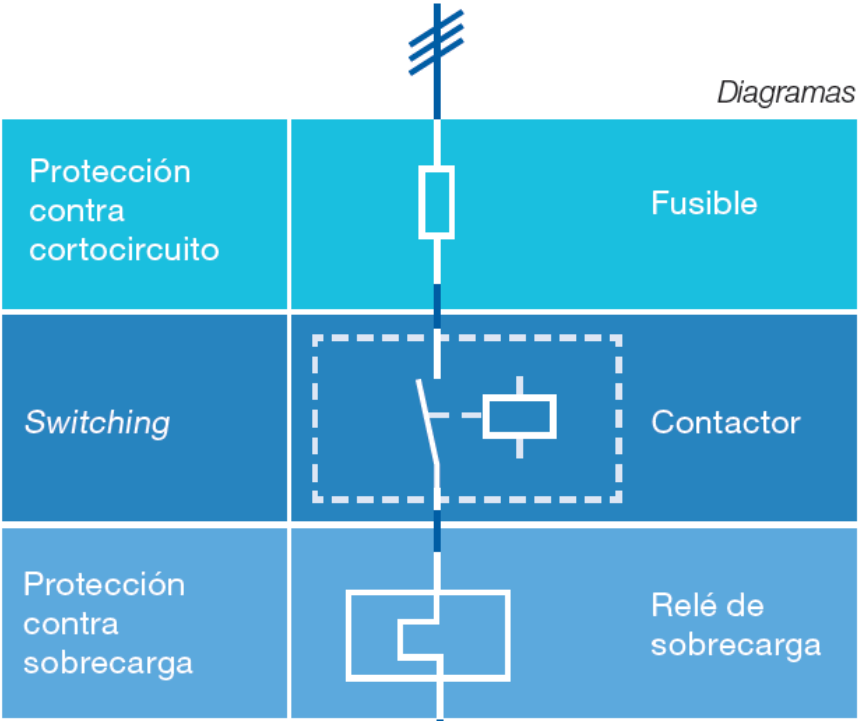 Diagramas
Protección
contra
cortocircuito
Fusible
Switching
Contactor
Protección
contra
sobrecarga
Relé de
sobrecarga